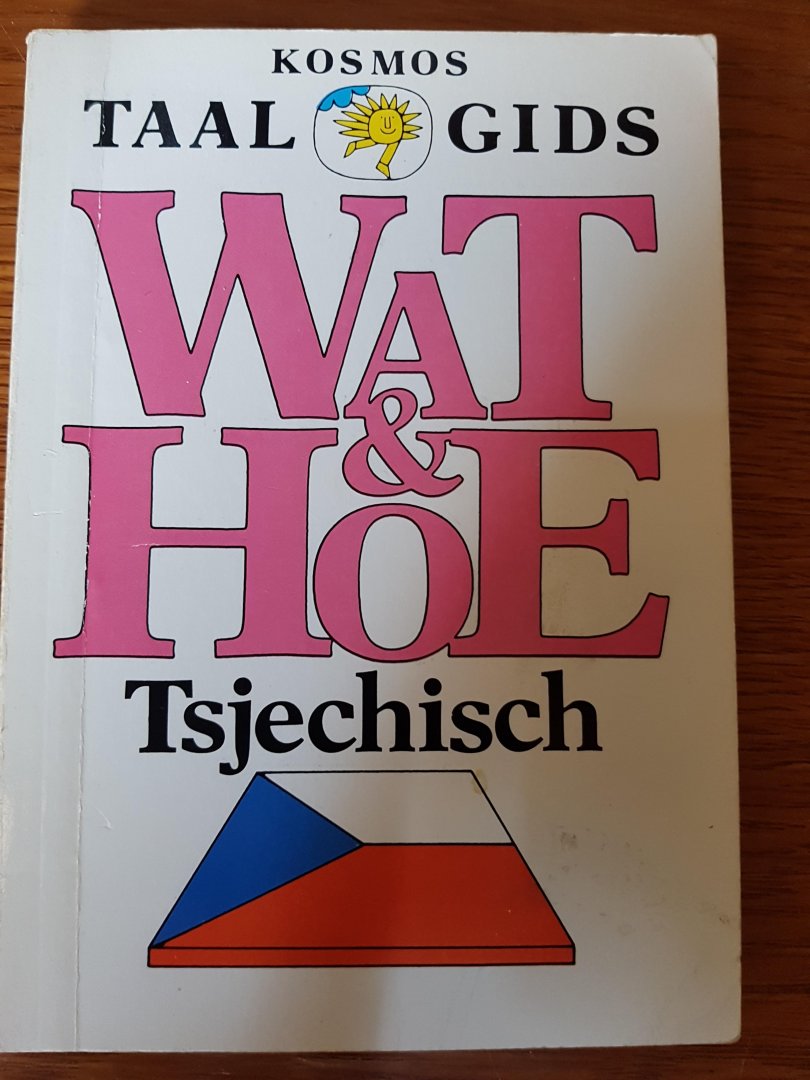 KOSMOS
TAAL GIDS
WAT
&
HOE
Tsjechisch